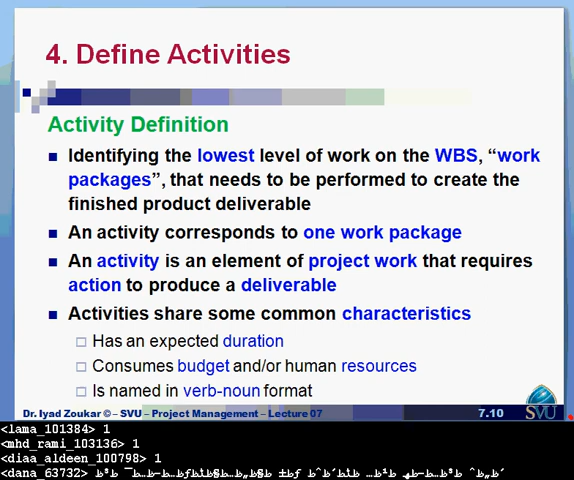 4. Define Activities
Activity Definition
Identifying the lowest level of work on the WBS, “work
packages”, that needs to be performed to create the
finished product deliverable
An activity corresponds to one work package
An activity is an element of project work that requires
action to produce a deliverable
Activities share some common characteristics
Has an expected duration
Consumes budget and/or human resources
Is named in verb-noun format
Dr. Iyad Zoukar © – SVU – Project Management – Lecture 07
7.10
SVU
<lama_101384> 1
<mhd_rami_103136> 1
<diaa_aldeen_100798> 1
<dana_63732>